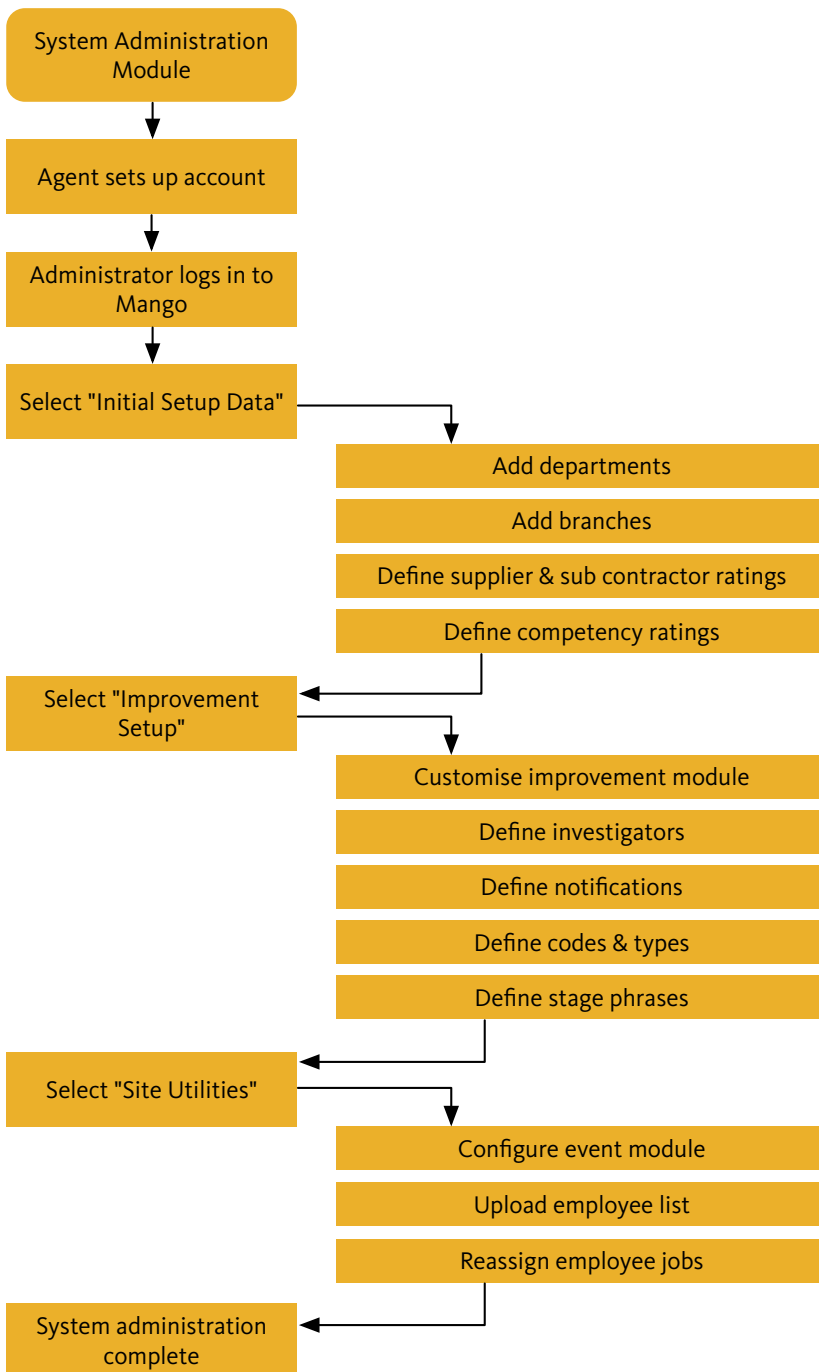 System Administration
Module
Agent sets up account
Administrator logs in to
Mango
Select "Initial Setup Data"
Add departments
Add branches
Define supplier & sub contractor ratings
Define competency ratings
Select "Improvement
Setup"
Customise improvement module
Define investigators
Define notifications
Define codes & types
Define stage phrases
Select "Site Utilities"
Configure event module
Upload employee list
Reassign employee jobs
System administration
complete